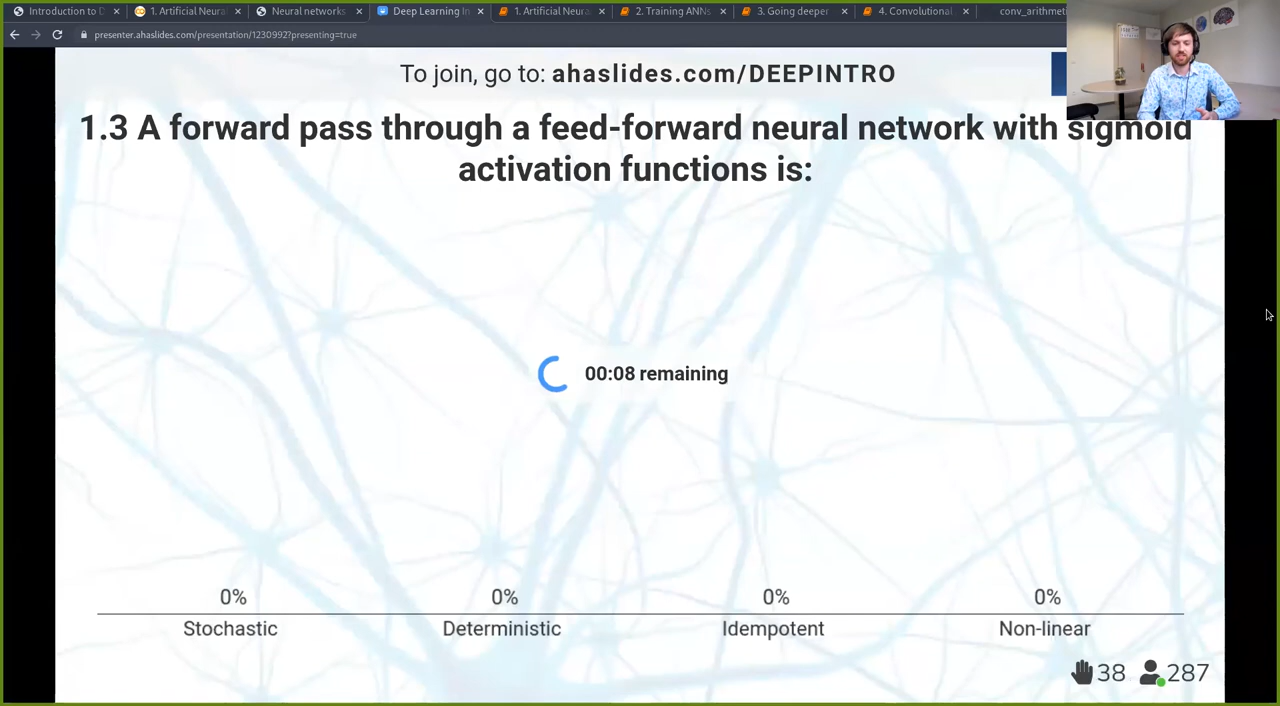 Introduction to D
1. Artificial Neura
Neural networks
Deep Learning In
1. Artificial Neura
2. Training ANNs
3. Going deeper
4. Convolutional
conv_arithmeti
presenter.ahaslides.com/presentation/1230992?presenting=true
To join, go to: ahaslides.com/DEEPINTRO
1.3 A forward pass through a feed-forward neural network with sigmoid
activation functions is:
00:08 remaining
0% 0% 0% 0%
Stochastic Deterministic Idempotent Non-linear
38 287